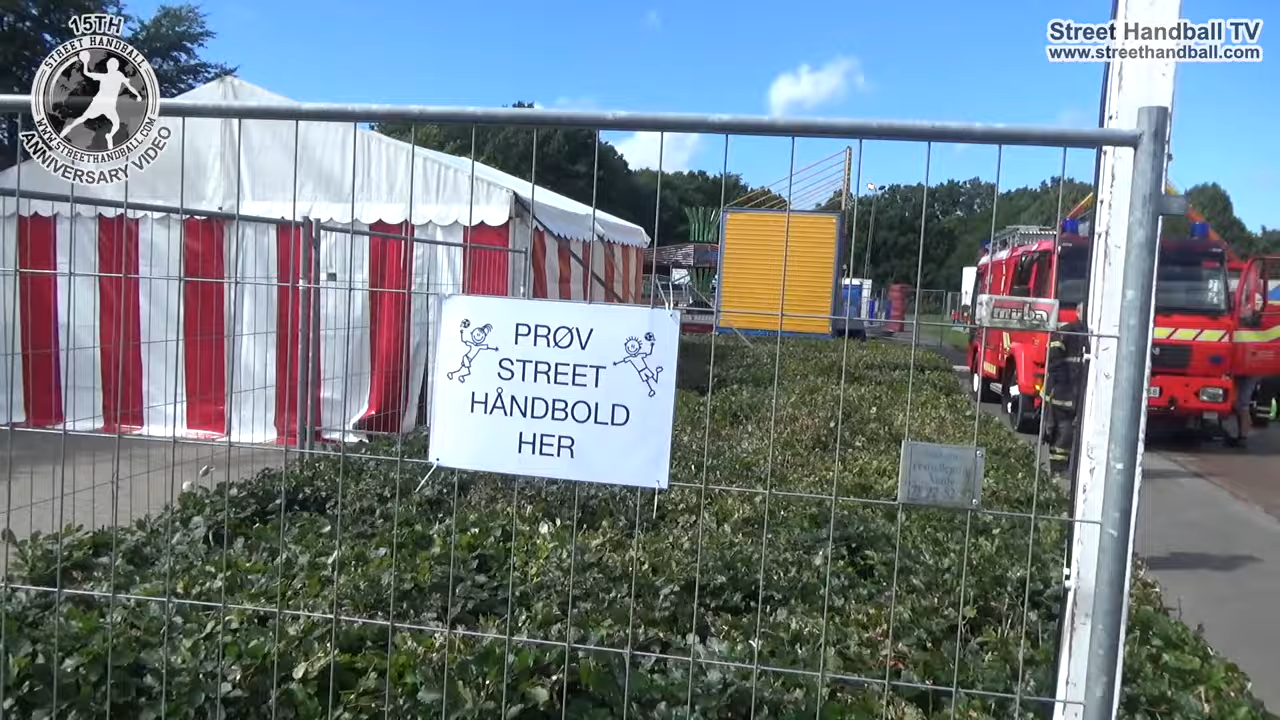 15TH
STREET HANDBALL
WWW.STREETHANDBALL.COM
ANNIVERSARY VIDEO
Street Handball TV
www.streethandball.com
PRØV
STREET
HÅNDBOLD
HER